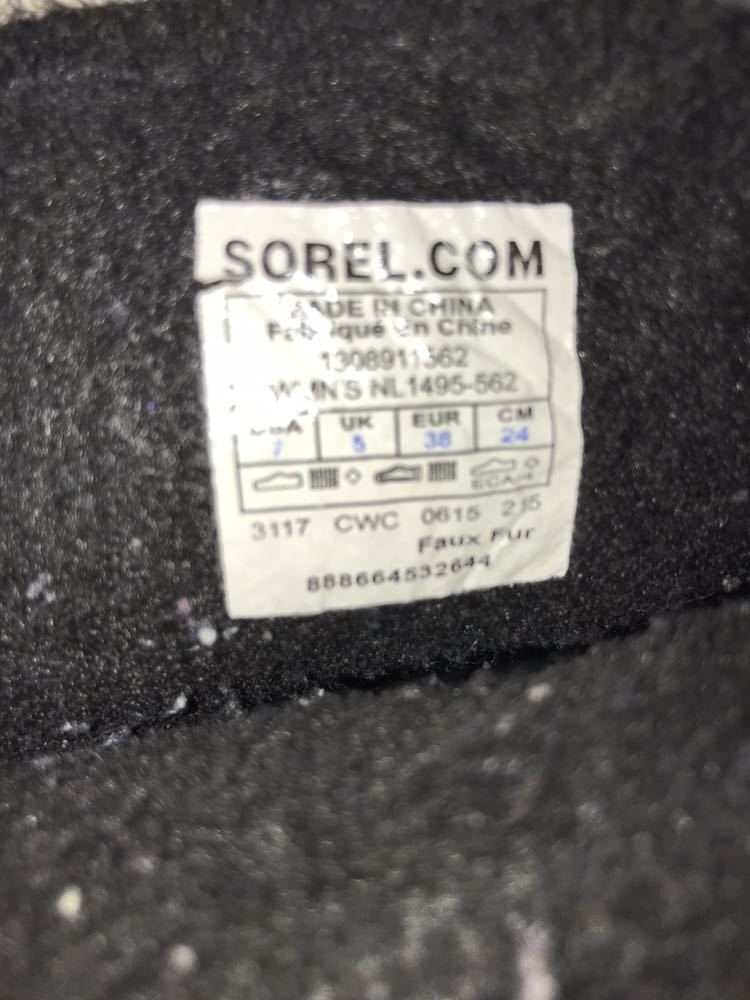 SOREL.COM
MADE IN CHINA
Fabriqué en Chine
1308911562
WMN'S NL1495-562
USA UK EUR CM
7 5 38 24
3117 CWC 0615 215
Faux Fur
888664532644